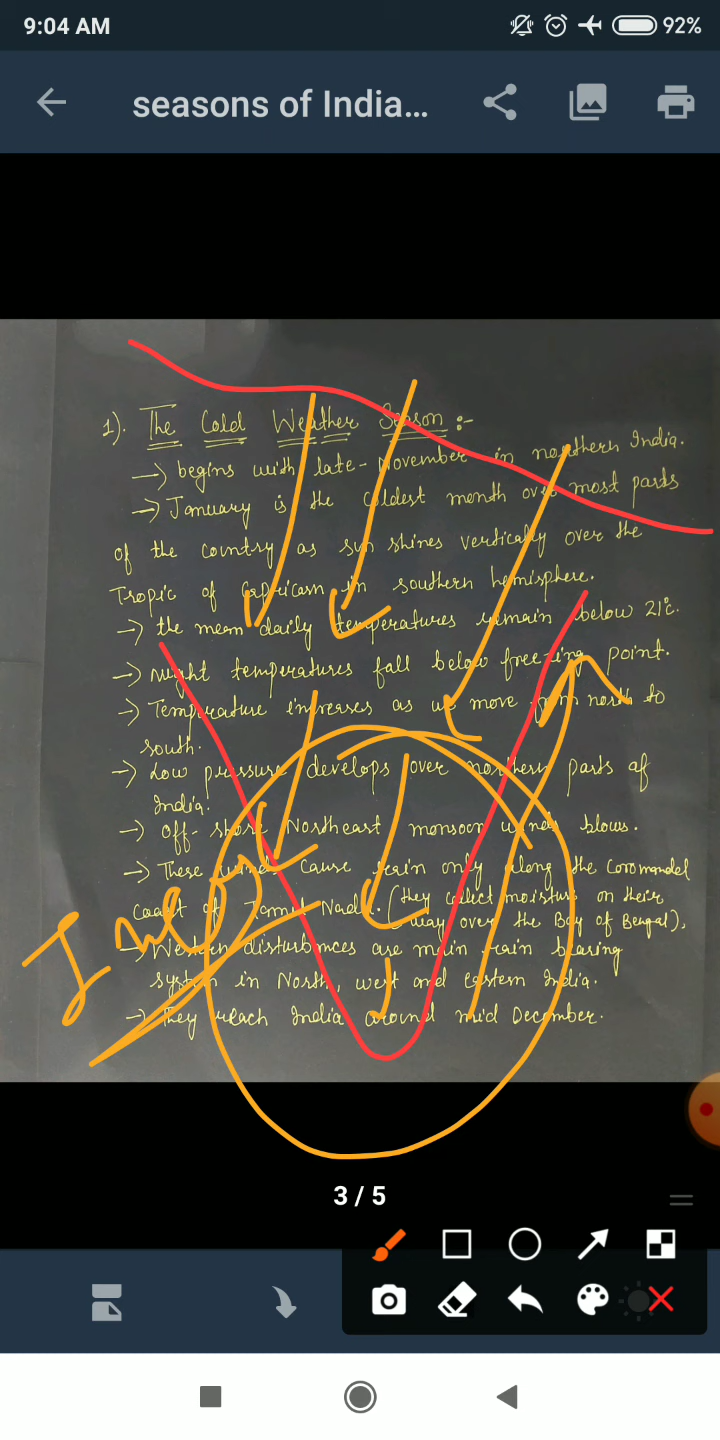 9:04 AM
92%
seasons of India...
1). The Cold Weather Season :-
-> begins with late-November in northern India.
-> January is the coldest month over most parts
of the country as sun shines vertically over the
Tropic of Capricorn in southern hemisphere.
-> the mean daily temperatures remain below 21°c.
-> night temperatures fall below freezing point.
-> Temperature increases as we move from north to
south.
-> Low pressure develops over northern parts of
India.
-> Off-shore Northeast monsoon winds blows.
-> These winds cause rain only along the Coromandel
Coast of Tamil Nadu. (they collect moisture on their
way over the Bay of Bengal).
-> Western disturbances are main rain bearing
system in North, west and eastern India.
-> They reach India around mid December.
3 / 5